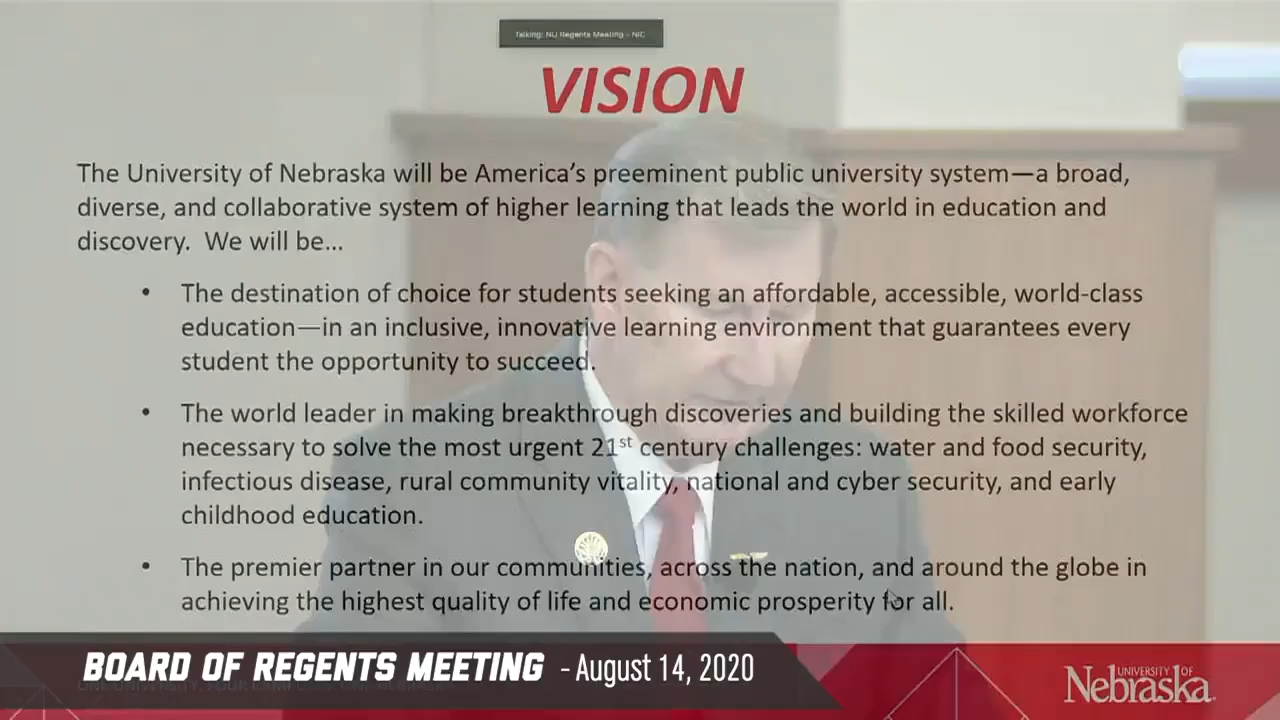 Talking: NU Regents Meeting - NIC
VISION
The University of Nebraska will be America's preeminent public university system—a broad,
diverse, and collaborative system of higher learning that leads the world in education and
discovery.  We will be...
• The destination of choice for students seeking an affordable, accessible, world-class
education—in an inclusive, innovative learning environment that guarantees every
student the opportunity to succeed.
• The world leader in making breakthrough discoveries and building the skilled workforce
necessary to solve the most urgent 21st century challenges: water and food security,
infectious disease, rural community vitality, national and cyber security, and early
childhood education.
• The premier partner in our communities, across the nation, and around the globe in
achieving the highest quality of life and economic prosperity for all.
BOARD OF REGENTS MEETING - August 14, 2020
UNIVERSITY OF
Nebraska